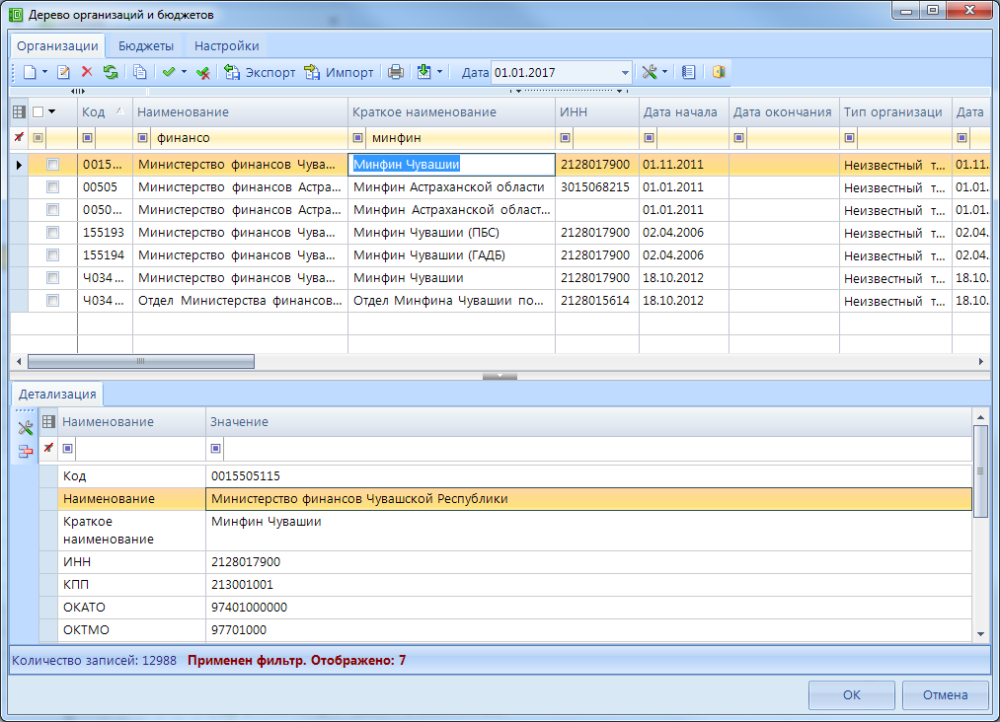 Дерево организаций и бюджетов
Организации Бюджеты Настройки
Экспорт Импорт Дата 01.01.2017
Код Наименование Краткое наименование ИНН Дата начала Дата окончания Тип организаци Дата
финансо минфин
0015... Министерство финансов Чува... Минфин Чувашии 2128017900 01.11.2011 Неизвестный т... 01.11.
00505 Министерство финансов Астра... Минфин Астраханской области 3015068215 01.01.2011 Неизвестный т... 01.01.
0050... Министерство финансов Астра... Минфин Астраханской област... 01.01.2011 Неизвестный т... 01.01.
155193 Министерство финансов Чува... Минфин Чувашии (ПБС) 2128017900 02.04.2006 Неизвестный т... 02.04.
155194 Министерство финансов Чува... Минфин Чувашии (ГАДБ) 2128017900 02.04.2006 Неизвестный т... 02.04.
Ч034... Министерство финансов Чува... Минфин Чувашии 2128017900 18.10.2012 Неизвестный т... 18.10.
Ч034... Отдел Министерства финансов... Отдел Минфина Чувашии по... 2128015614 18.10.2012 Неизвестный т... 18.10.
Детализация
Наименование Значение
Код 0015505115
Наименование Министерство финансов Чувашской Республики
Краткое Минфин Чувашии
наименование
ИНН 2128017900
КПП 213001001
ОКАТО 97401000000
ОКТМО 97701000
Количество записей: 12988 Применен фильтр. Отображено: 7
ОК Отмена